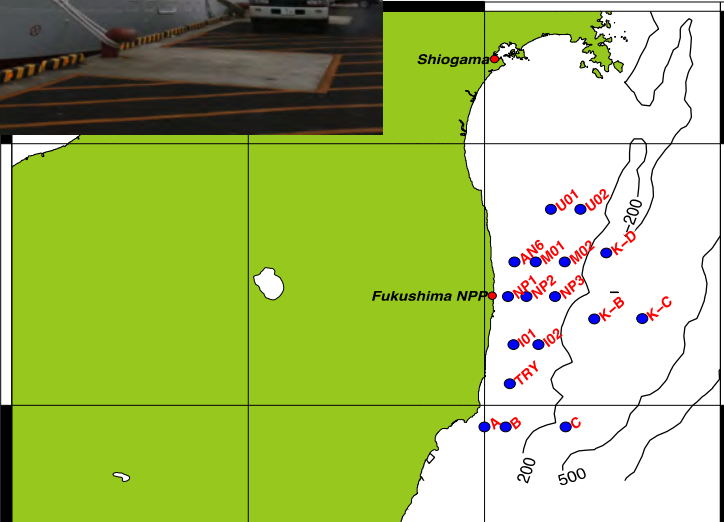 Shiogama
U01
U02
-200
K-D
AN6
M01
M02
Fukushima NPP
NP1
NP2
NP3
K-B
K-C
I01
I02
TRY
A
B
C
200
500